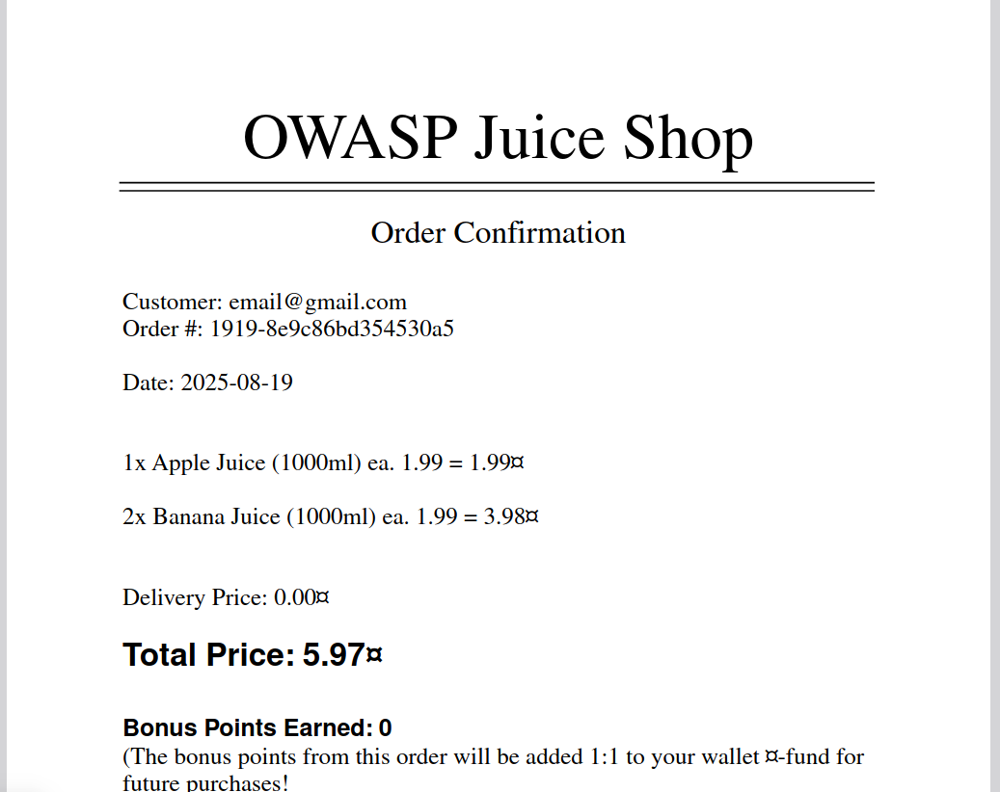 OWASP Juice Shop
Order Confirmation
Customer: email@gmail.com
Order #: 1919-8e9c86bd354530a5
Date: 2025-08-19
1x Apple Juice (1000ml) ea. 1.99 = 1.99¤
2x Banana Juice (1000ml) ea. 1.99 = 3.98¤
Delivery Price: 0.00¤
Total Price: 5.97¤
Bonus Points Earned: 0
(The bonus points from this order will be added 1:1 to your wallet ¤-fund for
future purchases!